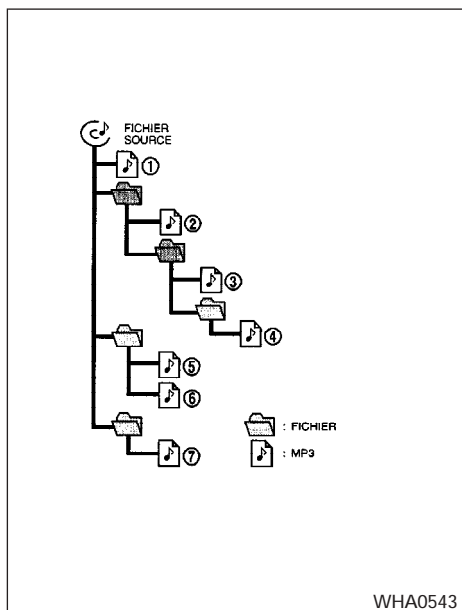 FICHIER
SOURCE
①
②
③
④
⑤
⑥
: FICHIER
⑦
: MP3
WHA0543